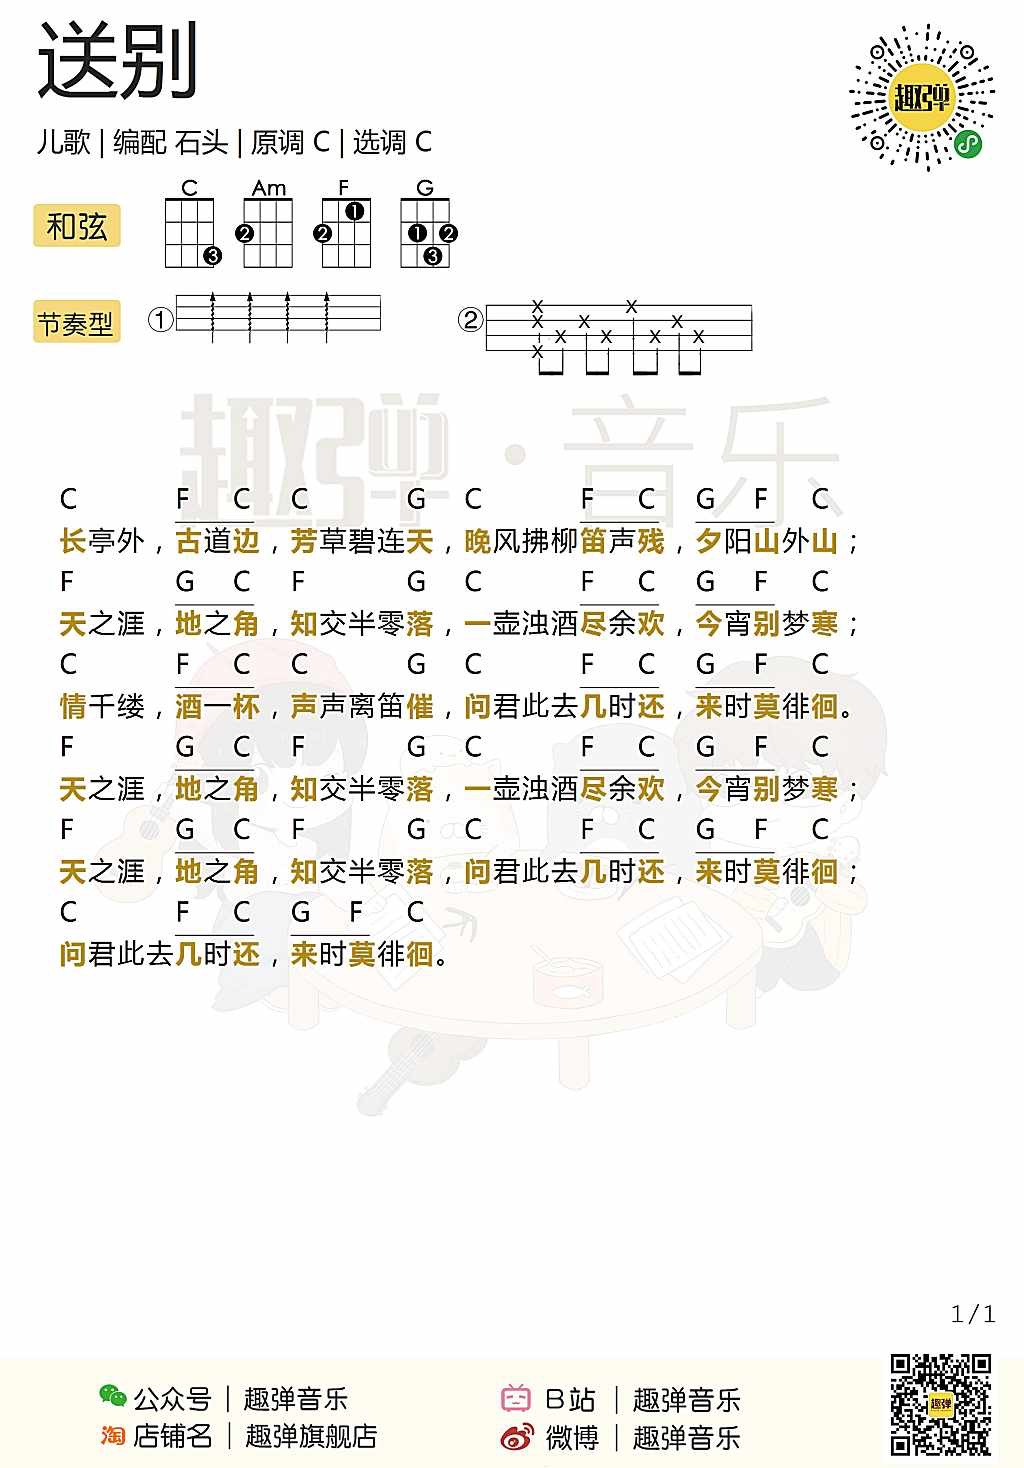 送别
儿歌 | 编配 石头 | 原调 C | 选调 C
趣弹
和弦
C Am F G
2 3 1 2 1 2 3
节奏型
① ②
趣弹·音乐
C F C C G C F C G F C
长亭外，古道边，芳草碧连天，晚风拂柳笛声残，夕阳山外山；
F G C F G C F C G F C
天之涯，地之角，知交半零落，一壶浊酒尽余欢，今宵别梦寒；
C F C C G C F C G F C
情千缕，酒一杯，声声离笛催，问君此去几时还，来时莫徘徊。
F G C F G C F C G F C
天之涯，地之角，知交半零落，一壶浊酒尽余欢，今宵别梦寒；
F G C F G C F C G F C
天之涯，地之角，知交半零落，问君此去几时还，来时莫徘徊；
C F C G F C
问君此去几时还，来时莫徘徊。
1/1
公众号 | 趣弹音乐
B站 | 趣弹音乐
淘 店铺名 | 趣弹旗舰店
微博 | 趣弹音乐
趣弹